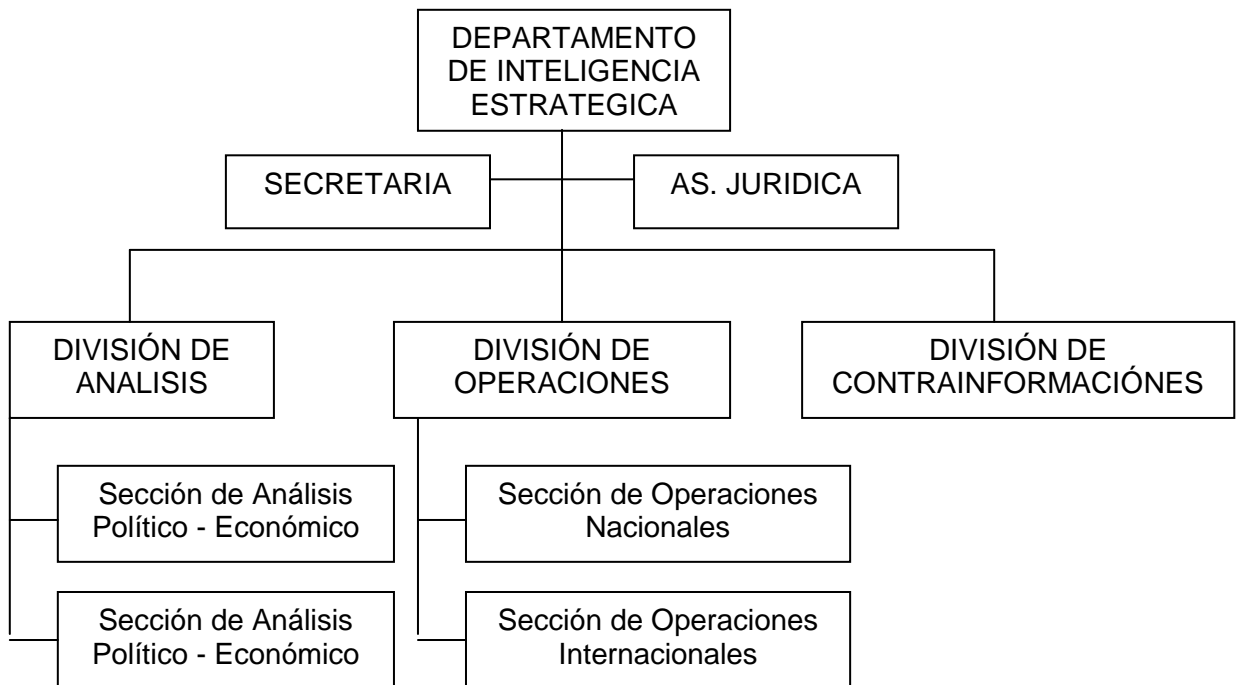 DEPARTAMENTO
DE INTELIGENCIA
ESTRATEGICA
SECRETARIA
AS. JURIDICA
DIVISIÓN DE
ANALISIS
DIVISIÓN DE
OPERACIONES
DIVISIÓN DE
CONTRAINFORMACIÓNES
Sección de Análisis
Político - Económico
Sección de Operaciones
Nacionales
Sección de Análisis
Político - Económico
Sección de Operaciones
Internacionales